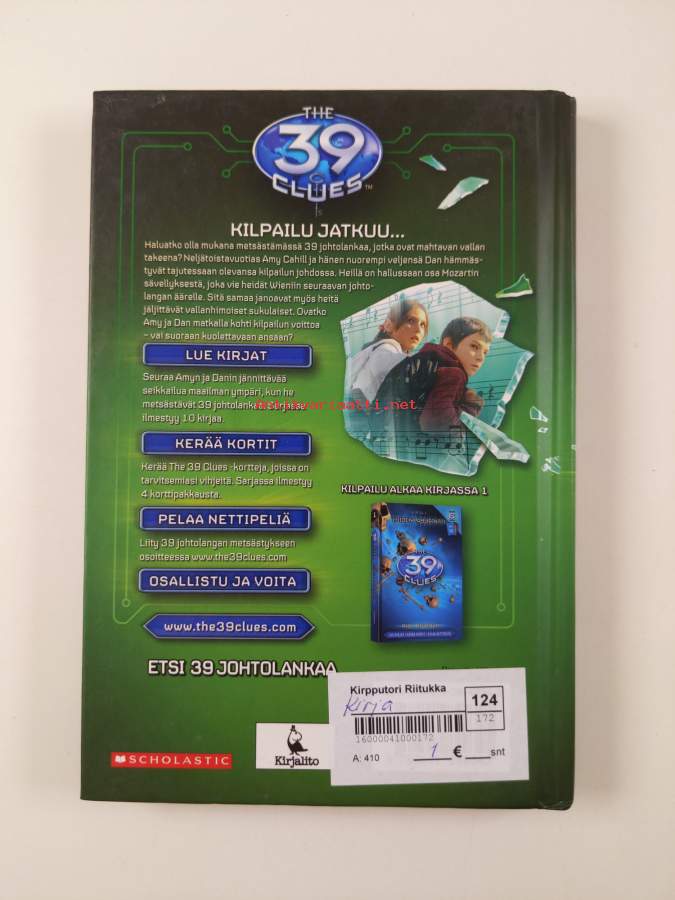 THE
39
CLUES™
KILPAILU JATKUU...
Haluatko olla mukana metsästämässä 39 johtolankaa, jotka ovat mahtavan vallan
takeena? Neljätoistavuotias Amy Cahill ja hänen nuorempi veljensä Dan hämmäs-
tyvät tajutessaan olevansa kilpailun johdossa. Heillä on hallussaan osa Mozartin
sävellyksestä, joka vie heidät Wieniin seuraavan johto-
langan äärelle. Sitä samaa janoavat myös heitä
jäljittävät vallanhimoiset sukulaiset. Ovatko
Amy ja Dan matkalla kohti kilpailun voittoa
– vai suoraan kuolettavaan ansaan?
LUE KIRJAT
Seuraa Amyn ja Danin jännittävää
seikkailua maailman ympäri, kun he
metsästävät 39 johtolankaa.
ilmestyy 10 kirjaa.
KERÄÄ KORTIT
Kerää The 39 Clues -kortteja, joissa on
tarvitsemiasi vihjeitä. Sarjassa ilmestyy
4 korttipakkausta.
PELAA NETTIPELIÄ
Liity 39 johtolangan metsästykseen
osoitteessa www.the39clues.com
OSALLISTU JA VOITA
www.the39clues.com
ETSI 39 JOHTOLANKAA
KILPAILU ALKAA KIRJASSA 1
THE
39
CLUES
SCHOLASTIC
Kirjalito
Kirpputori Riitukka
Kirja
124
172
16000041000172
A: 410
1 € snt